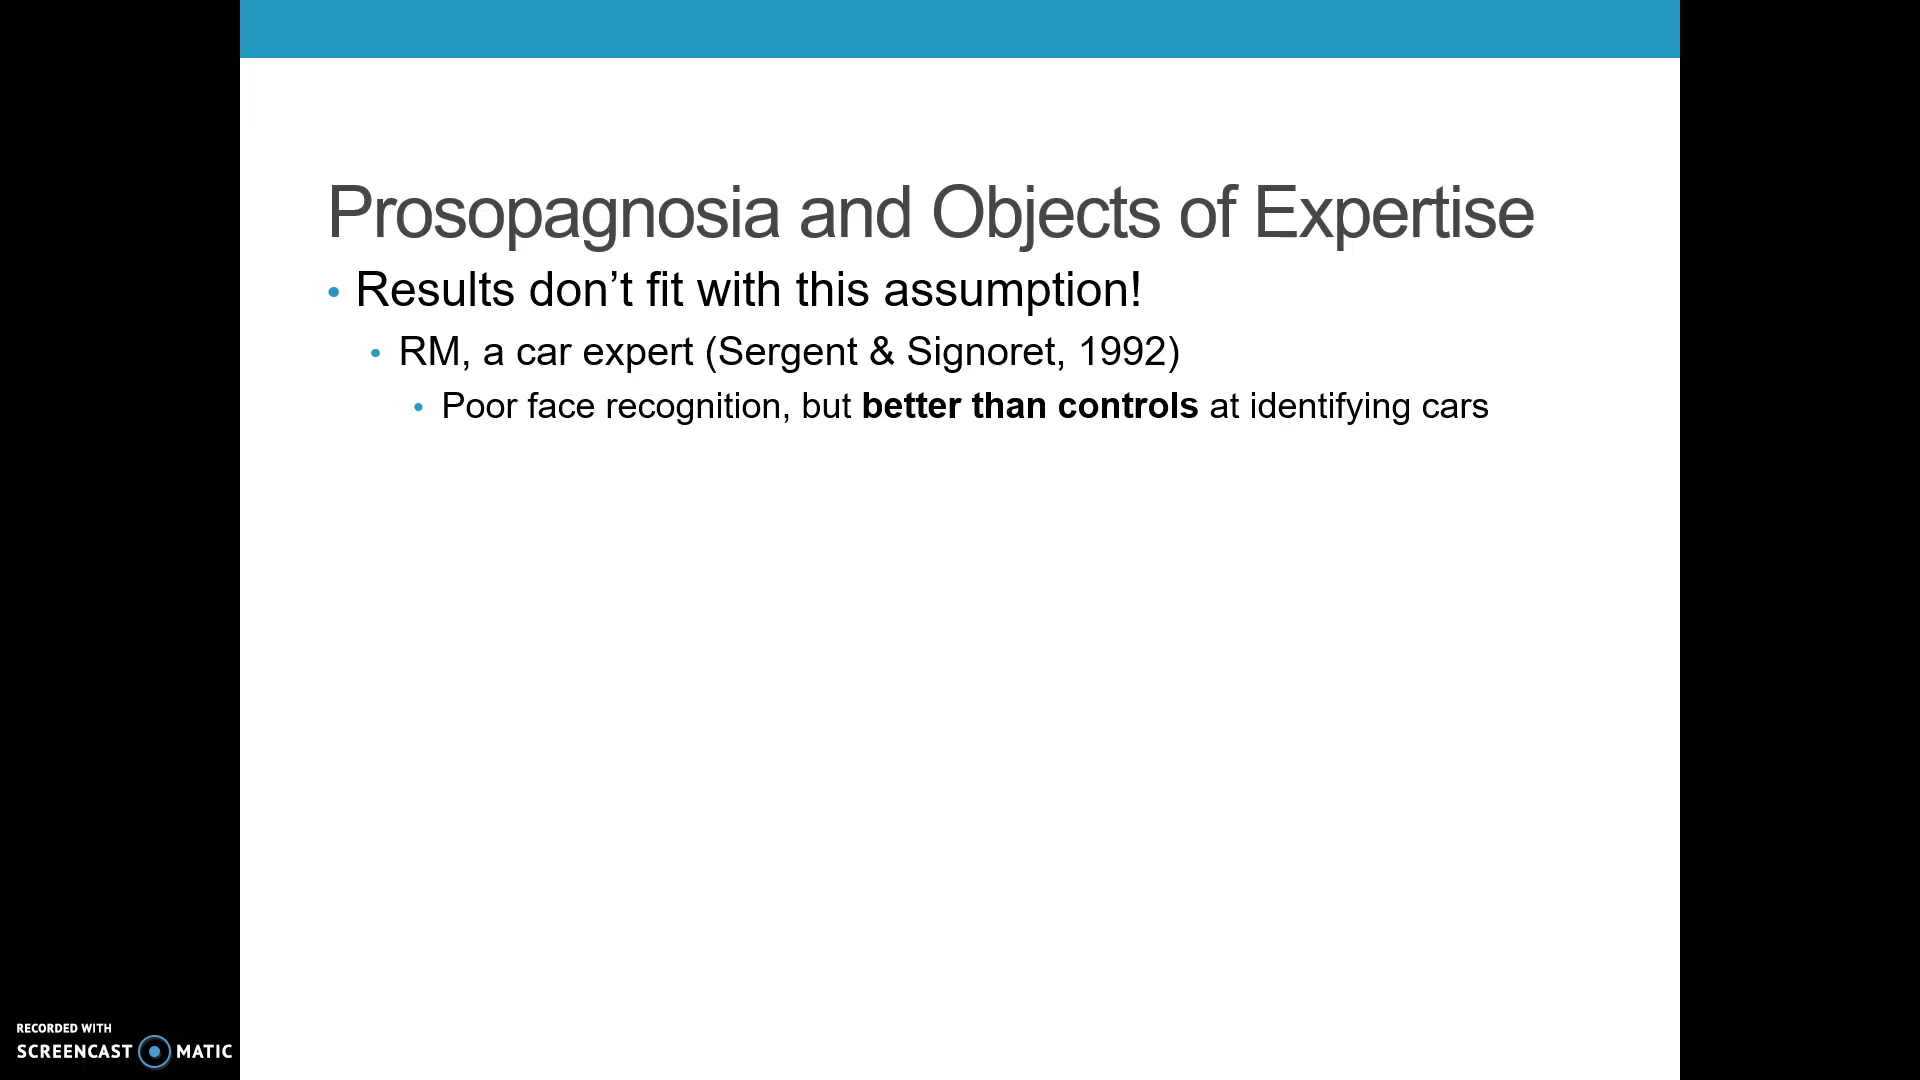 Prosopagnosia and Objects of Expertise
• Results don’t fit with this assumption!
• RM, a car expert (Sergent & Signoret, 1992)
• Poor face recognition, but better than controls at identifying cars
RECORDED WITH
SCREENCAST MATIC